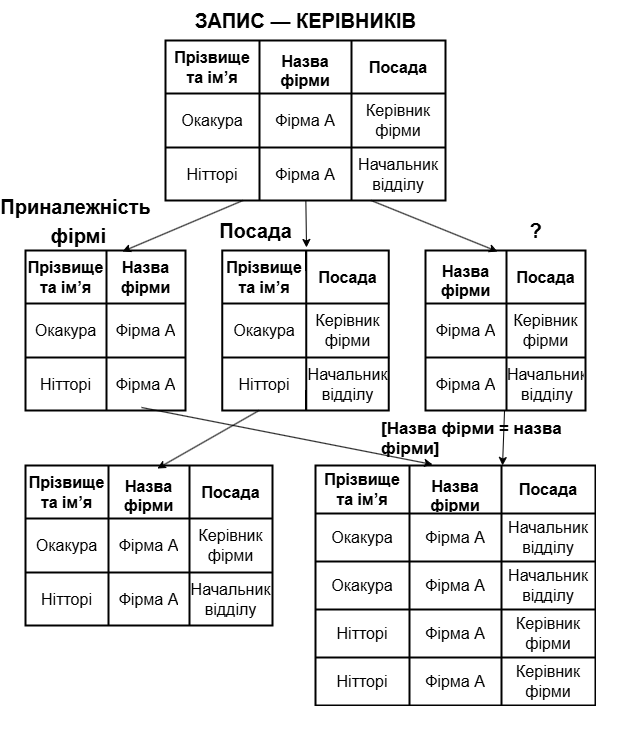 ЗАПИС — КЕРІВНИКІВ
Прізвище
та ім’я
Назва
фірми
Посада
Окакура
Фірма А
Керівник
фірми
Нітторі
Фірма А
Начальник
відділу
Приналежність
фірмі
Посада
?
Прізвище
та ім’я
Назва
фірми
Окакура
Фірма А
Нітторі
Фірма А
Прізвище
та ім’я
Посада
Окакура
Керівник
фірми
Нітторі
Начальник
відділу
Назва
фірми
Посада
Фірма А
Керівник
фірми
Фірма А
Начальник
відділу
[Назва фірми = назва
фірми]
Прізвище
та ім’я
Назва
фірми
Посада
Окакура
Фірма А
Керівник
фірми
Нітторі
Фірма А
Начальник
відділу
Прізвище
та ім’я
Назва
фірми
Посада
Окакура
Фірма А
Начальник
відділу
Окакура
Фірма А
Начальник
відділу
Нітторі
Фірма А
Керівник
фірми
Нітторі
Фірма А
Керівник
фірми